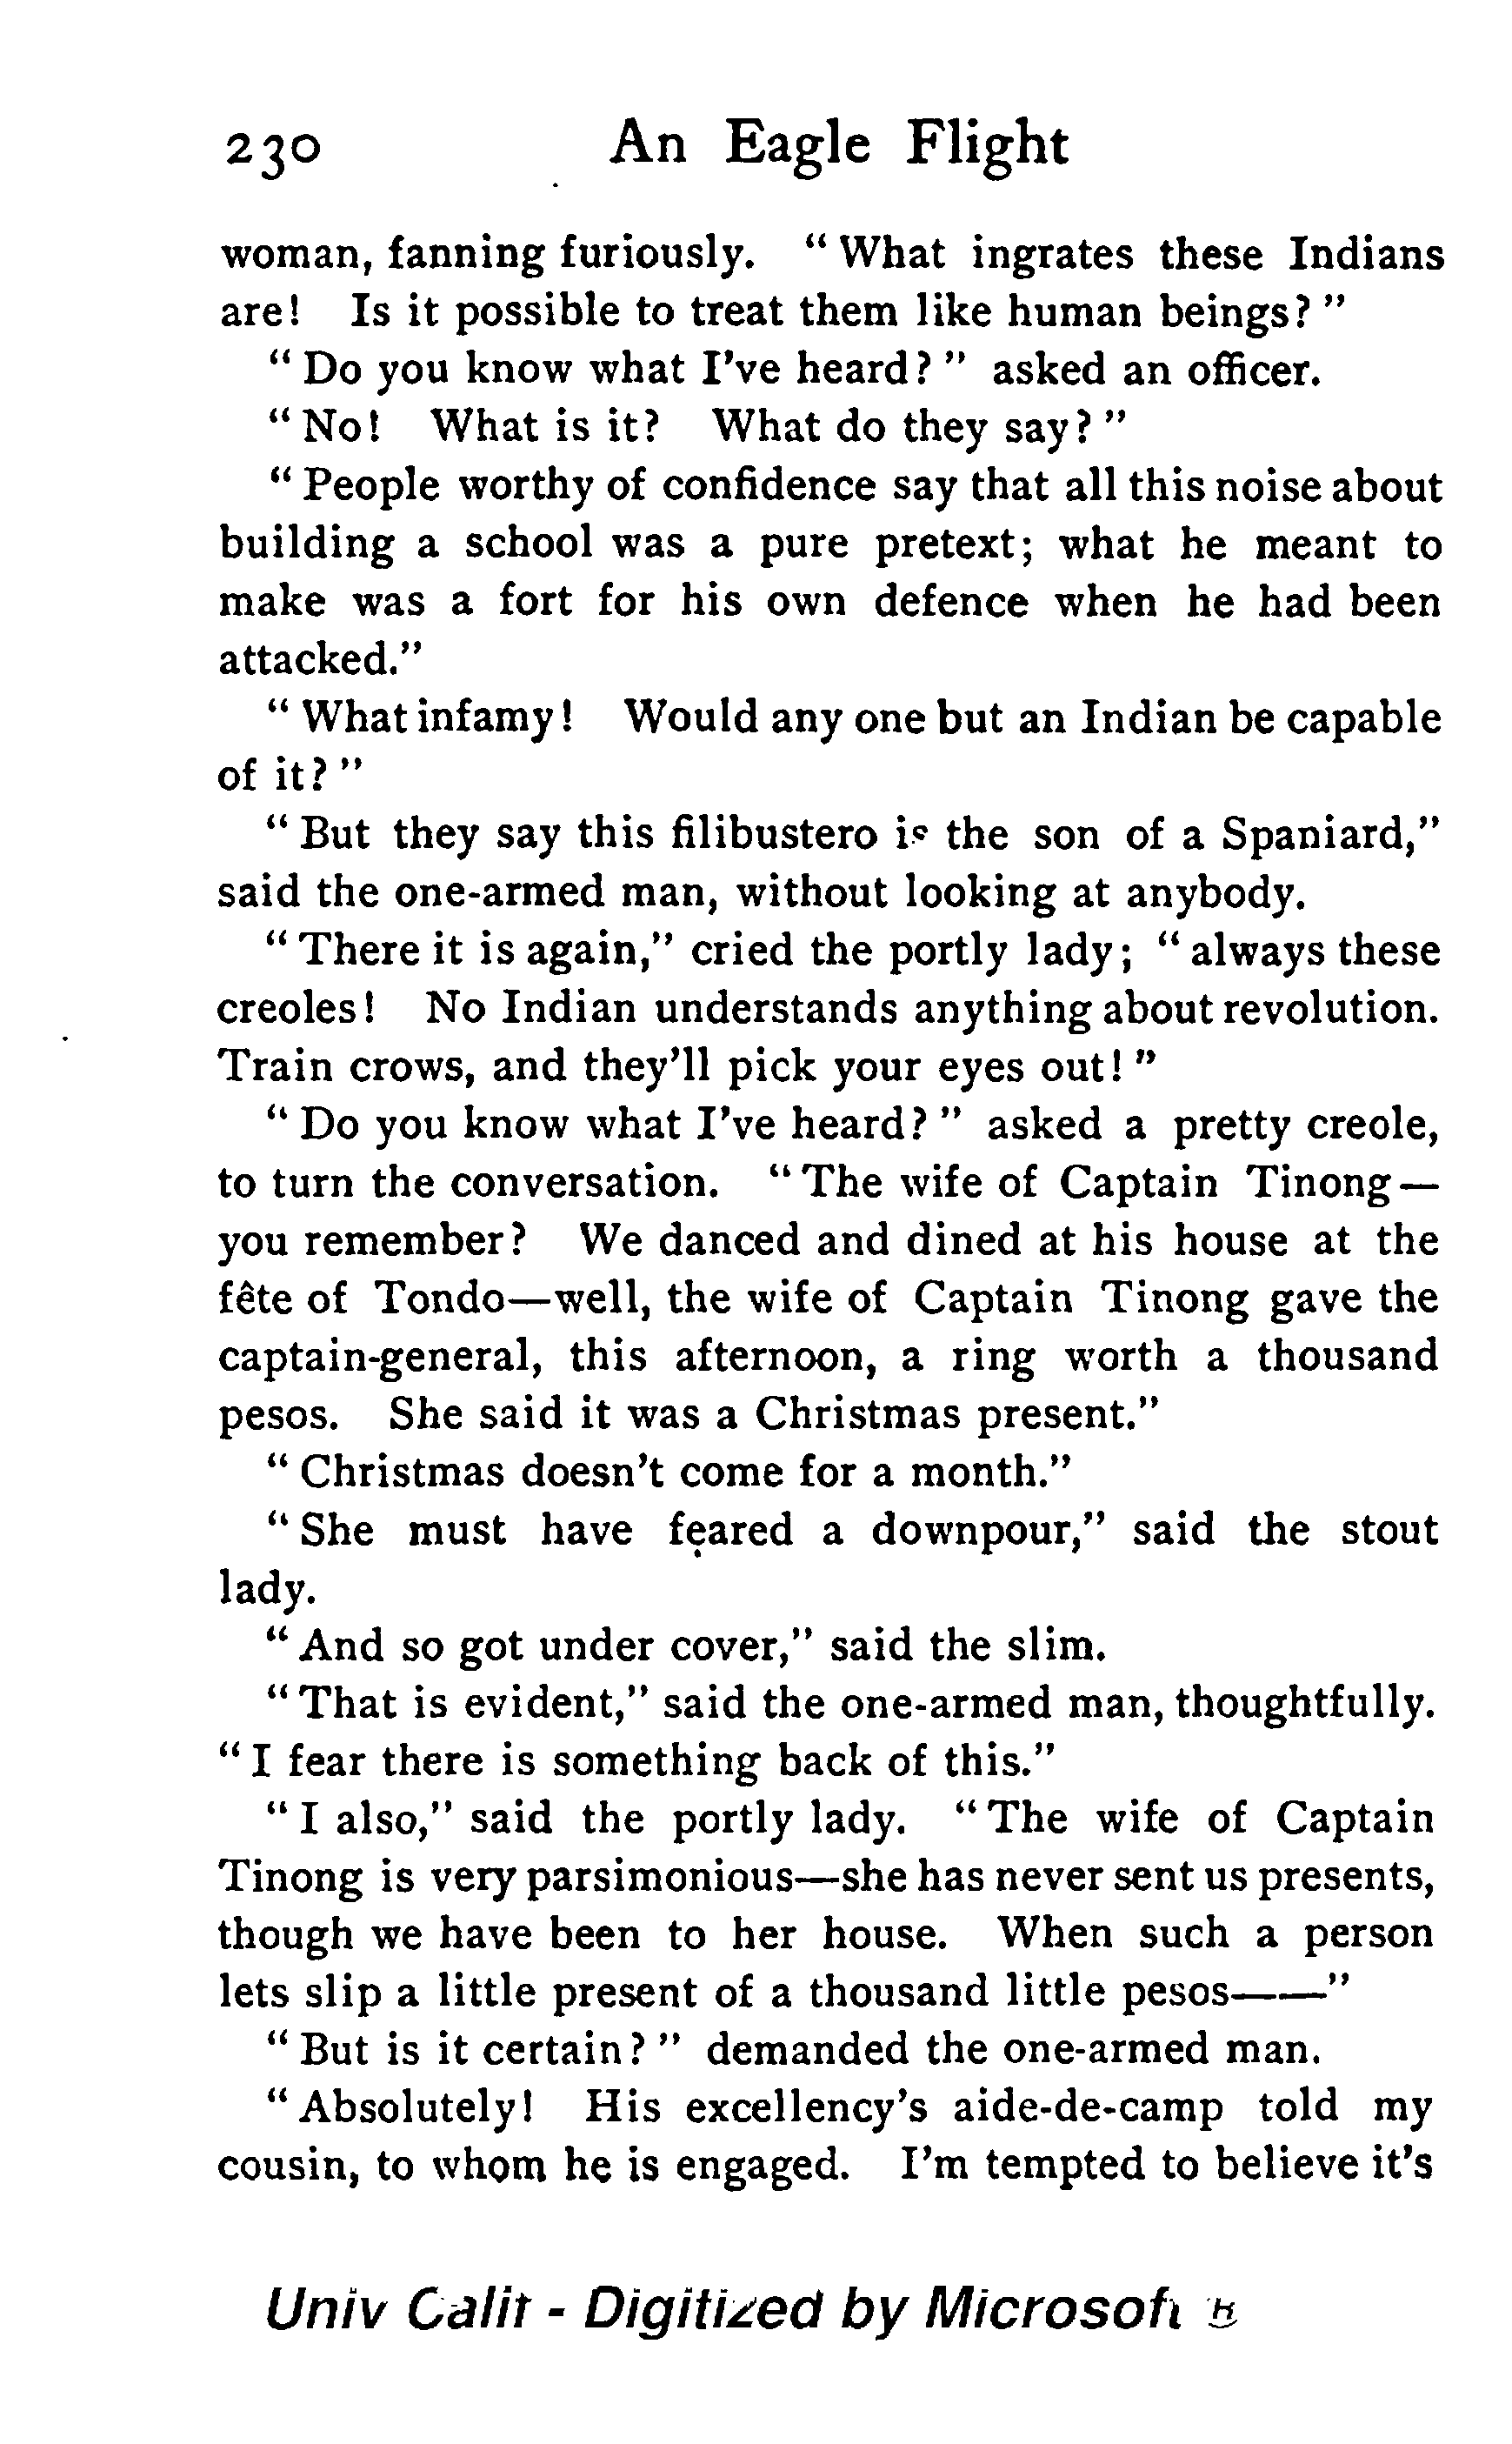 230 An Eagle Flight
woman, fanning furiously. " What ingrates these Indians
are! Is it possible to treat them like human beings? "
" Do you know what I've heard? " asked an officer.
" No! What is it? What do they say? "
" People worthy of confidence say that all this noise about
building a school was a pure pretext; what he meant to
make was a fort for his own defence when he had been
attacked."
" What infamy! Would any one but an Indian be capable
of it? "
" But they say this filibustero is the son of a Spaniard,"
said the one-armed man, without looking at anybody.
" There it is again," cried the portly lady; " always these
creoles! No Indian understands anything about revolution.
Train crows, and they'll pick your eyes out! "
" Do you know what I've heard? " asked a pretty creole,
to turn the conversation. " The wife of Captain Tinong—
you remember? We danced and dined at his house at the
fête of Tondo—well, the wife of Captain Tinong gave the
captain-general, this afternoon, a ring worth a thousand
pesos. She said it was a Christmas present."
" Christmas doesn't come for a month."
" She must have feared a downpour," said the stout
lady.
" And so got under cover," said the slim.
" That is evident," said the one-armed man, thoughtfully.
" I fear there is something back of this."
" I also," said the portly lady. " The wife of Captain
Tinong is very parsimonious—she has never sent us presents,
though we have been to her house. When such a person
lets slip a little present of a thousand little pesos——"
" But is it certain? " demanded the one-armed man.
" Absolutely! His excellency's aide-de-camp told my
cousin, to whom he is engaged. I'm tempted to believe it's
Univ Calif - Digitized by Microsoft ®